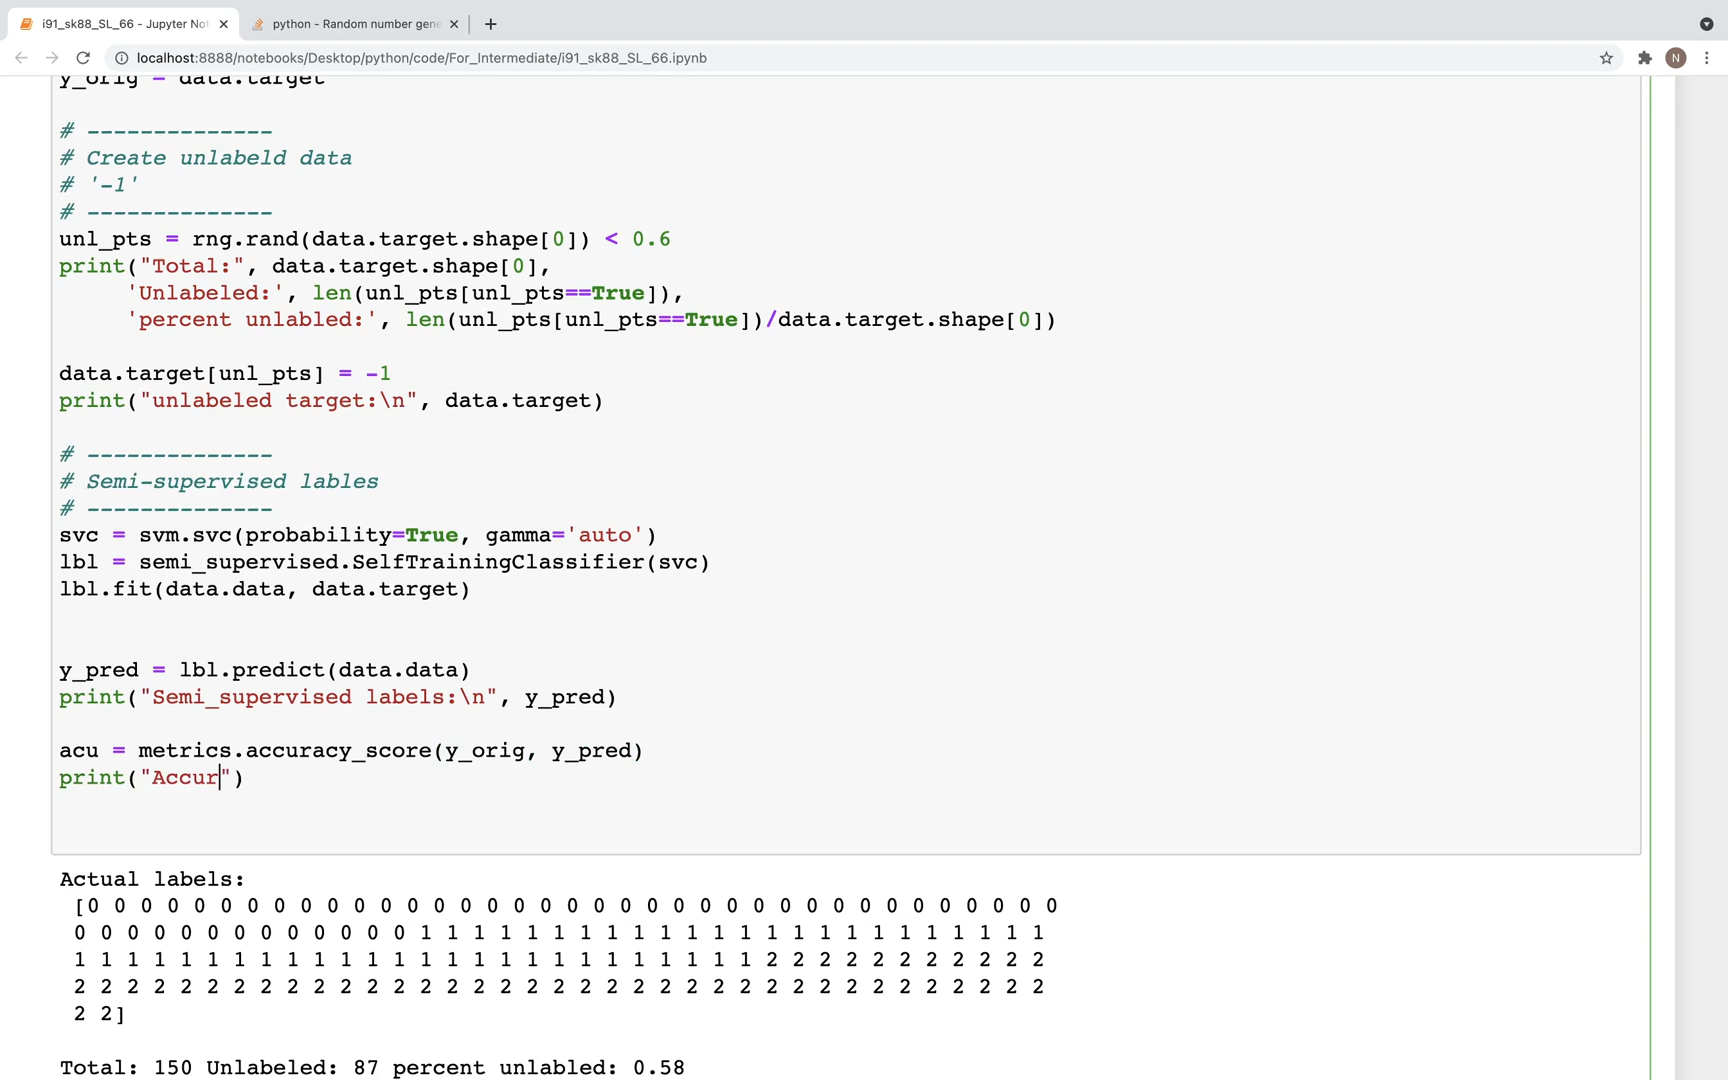 i91_sk88_SL_66 - Jupyter Not
python - Random number gene
localhost:8888/notebooks/Desktop/python/code/For_Intermediate/i91_sk88_SL_66.ipynb
N
y_orig = data.target
# --------------
# Create unlabeld data
# '-1'
# --------------
unl_pts = rng.rand(data.target.shape[0]) < 0.6
print("Total:", data.target.shape[0],
'Unlabeled:', len(unl_pts[unl_pts==True]),
'percent unlabled:', len(unl_pts[unl_pts==True])/data.target.shape[0])
data.target[unl_pts] = -1
print("unlabeled target:\n", data.target)
# --------------
# Semi-supervised lables
# --------------
svc = svm.svc(probability=True, gamma='auto')
lbl = semi_supervised.SelfTrainingClassifier(svc)
lbl.fit(data.data, data.target)
y_pred = lbl.predict(data.data)
print("Semi_supervised labels:\n", y_pred)
acu = metrics.accuracy_score(y_orig, y_pred)
print("Accur")
Actual labels:
[0 0 0 0 0 0 0 0 0 0 0 0 0 0 0 0 0 0 0 0 0 0 0 0 0 0 0 0 0 0 0 0 0 0 0 0 0
0 0 0 0 0 0 0 0 0 0 0 0 0 1 1 1 1 1 1 1 1 1 1 1 1 1 1 1 1 1 1 1 1 1 1 1 1
1 1 1 1 1 1 1 1 1 1 1 1 1 1 1 1 1 1 1 1 1 1 1 1 1 1 2 2 2 2 2 2 2 2 2 2 2
2 2 2 2 2 2 2 2 2 2 2 2 2 2 2 2 2 2 2 2 2 2 2 2 2 2 2 2 2 2 2 2 2 2 2 2 2
2 2]
Total: 150 Unlabeled: 87 percent unlabled: 0.58